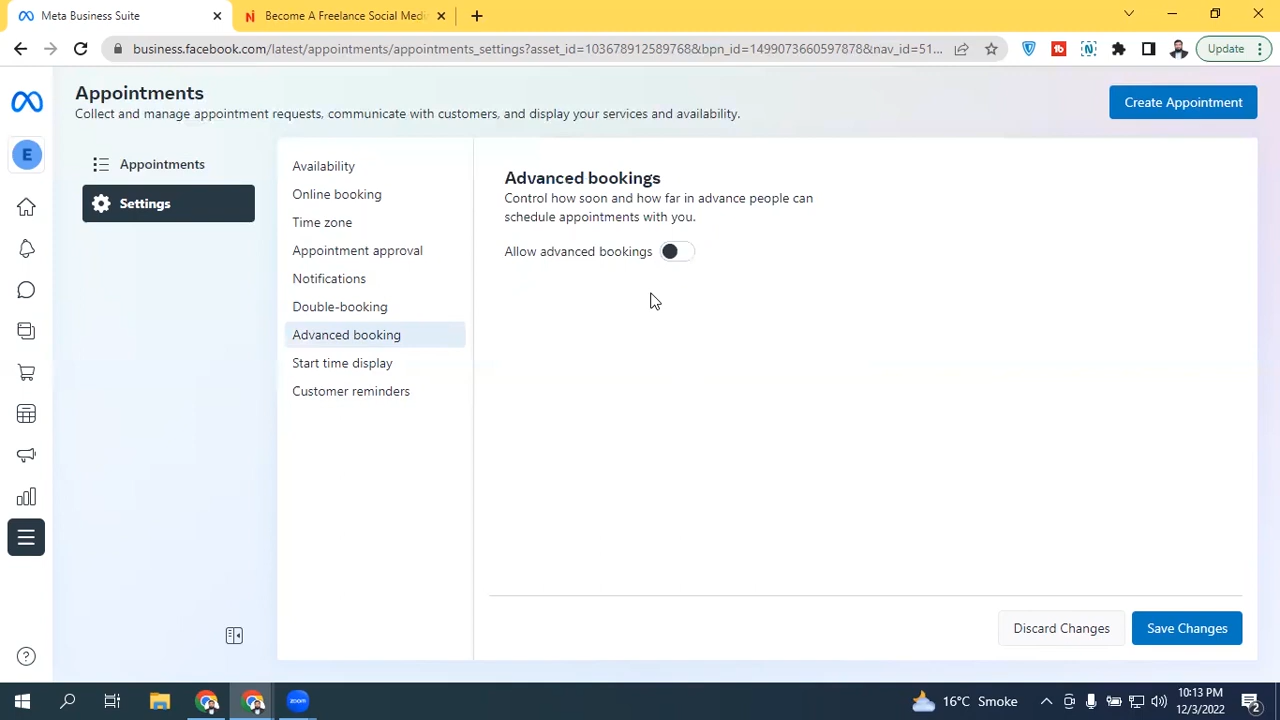 Meta Business Suite
Become A Freelance Social Medi
business.facebook.com/latest/appointments/appointments_settings?asset_id=103678912589768&bpn_id=1499073660597878&nav_id=51...
Update
Appointments
Collect and manage appointment requests, communicate with customers, and display your services and availability.
Create Appointment
E
Appointments
Settings
Availability
Online booking
Time zone
Appointment approval
Notifications
Double-booking
Advanced booking
Start time display
Customer reminders
Advanced bookings
Control how soon and how far in advance people can
schedule appointments with you.
Allow advanced bookings
Discard Changes
Save Changes
zoom
16°C Smoke
10:13 PM
12/3/2022
2